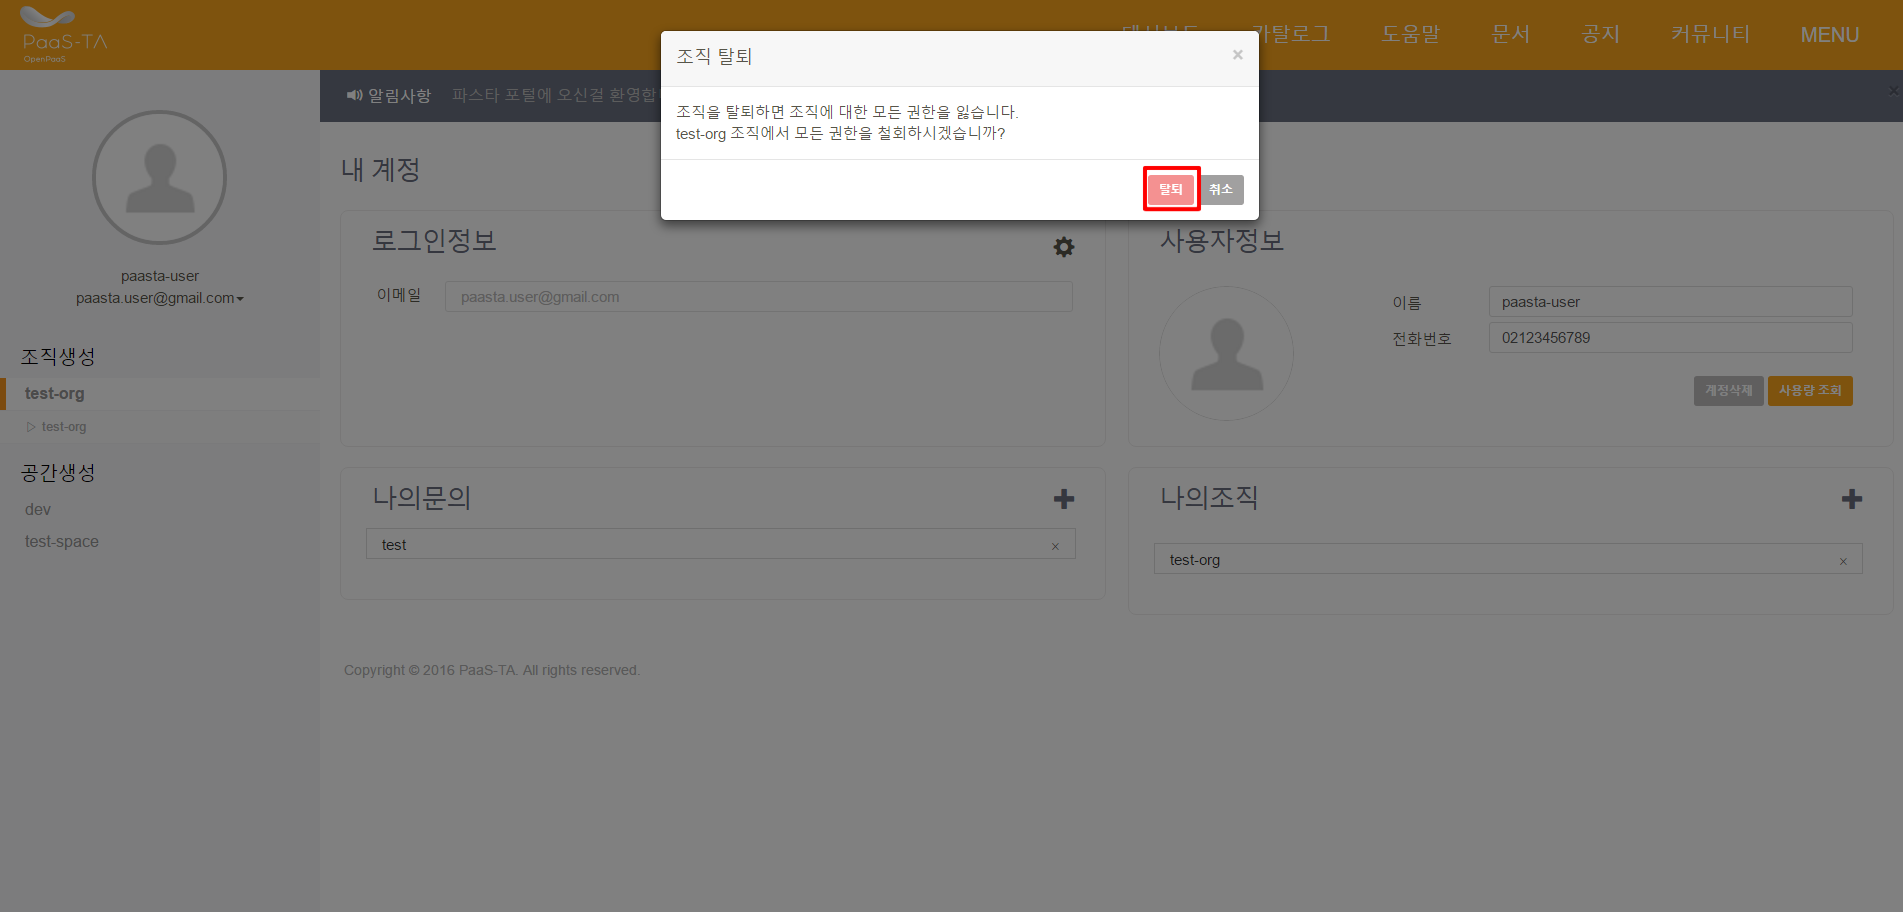 PaaS-TA
OpenPaaS
카탈로그
도움말
문서
공지
커뮤니티
MENU
조직 탈퇴
×
조직을 탈퇴하면 조직에 대한 모든 권한을 잃습니다.
test-org 조직에서 모든 권한을 철회하시겠습니까?
탈퇴
취소
알림사항
파스타 포털에 오신걸 환영합
paasta-user
paasta.user@gmail.com
조직생성
test-org
test-org
공간생성
dev
test-space
내 계정
로그인정보
이메일
paasta.user@gmail.com
사용자정보
이름
paasta-user
전화번호
02123456789
계정삭제
사용량 조회
나의문의
test
×
나의조직
test-org
×
Copyright © 2016 PaaS-TA. All rights reserved.